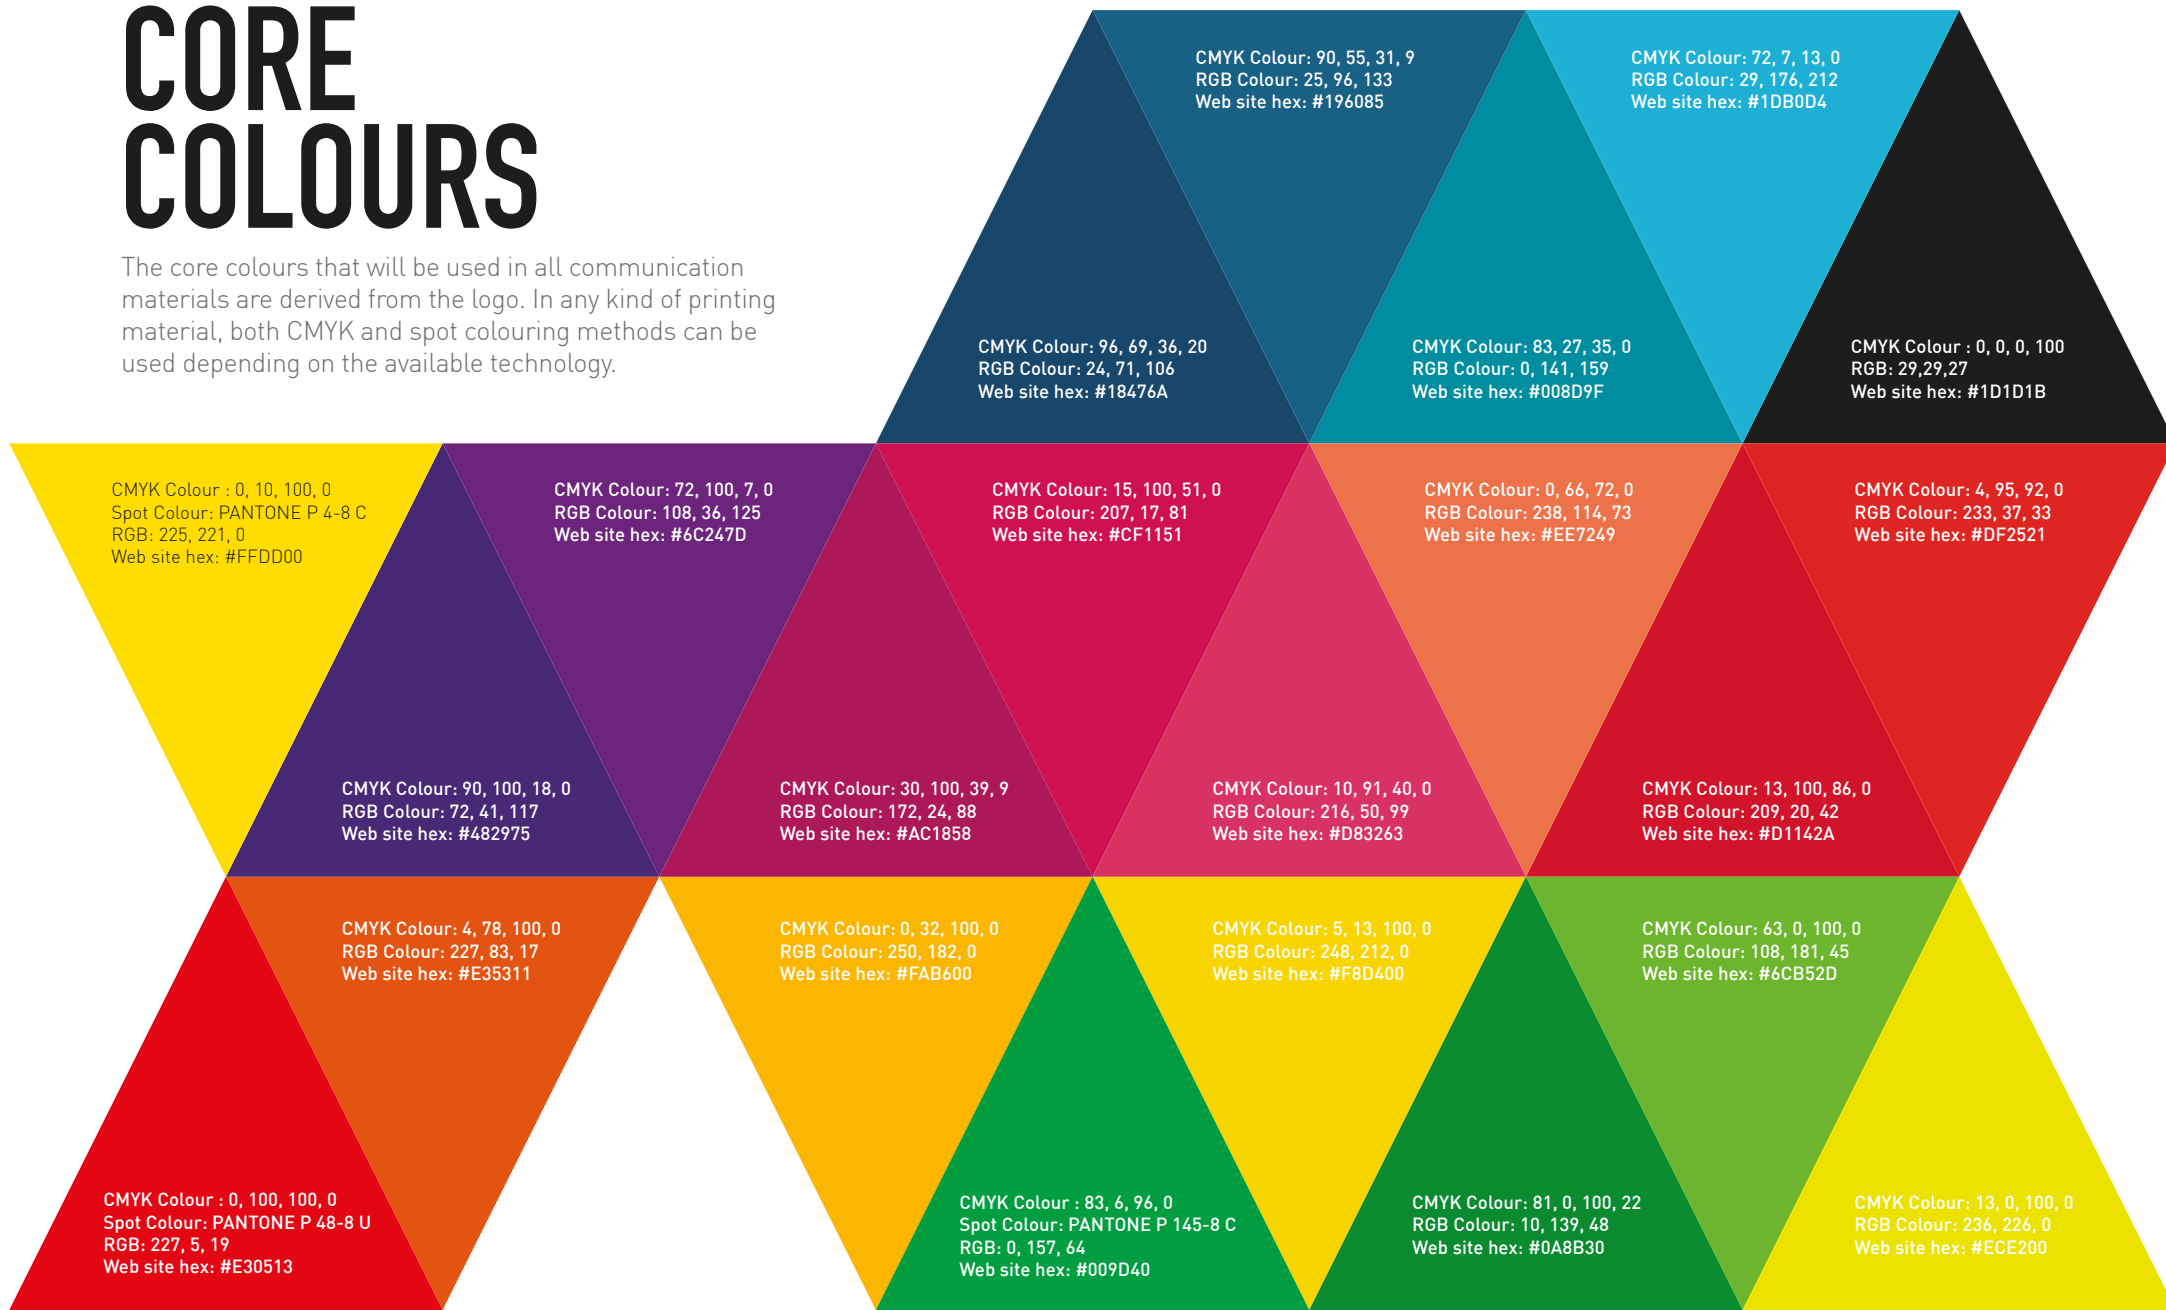 CORE
COLOURS
The core colours that will be used in all communication
materials are derived from the logo. In any kind of printing
material, both CMYK and spot colouring methods can be
used depending on the available technology.
CMYK Colour: 90, 55, 31, 9
RGB Colour: 25, 96, 133
Web site hex: #196085
CMYK Colour: 72, 7, 13, 0
RGB Colour: 29, 176, 212
Web site hex: #1DB0D4
CMYK Colour: 96, 69, 36, 20
RGB Colour: 24, 71, 106
Web site hex: #18476A
CMYK Colour: 83, 27, 35, 0
RGB Colour: 0, 141, 159
Web site hex: #008D9F
CMYK Colour : 0, 0, 0, 100
RGB: 29,29,27
Web site hex: #1D1D1B
CMYK Colour : 0, 10, 100, 0
Spot Colour: PANTONE P 4-8 C
RGB: 225, 221, 0
Web site hex: #FFDD00
CMYK Colour: 72, 100, 7, 0
RGB Colour: 108, 36, 125
Web site hex: #6C247D
CMYK Colour: 15, 100, 51, 0
RGB Colour: 207, 17, 81
Web site hex: #CF1151
CMYK Colour: 0, 66, 72, 0
RGB Colour: 238, 114, 73
Web site hex: #EE7249
CMYK Colour: 4, 95, 92, 0
RGB Colour: 233, 37, 33
Web site hex: #DF2521
CMYK Colour: 90, 100, 18, 0
RGB Colour: 72, 41, 117
Web site hex: #482975
CMYK Colour: 30, 100, 39, 9
RGB Colour: 172, 24, 88
Web site hex: #AC1858
CMYK Colour: 10, 91, 40, 0
RGB Colour: 216, 50, 99
Web site hex: #D83263
CMYK Colour: 13, 100, 86, 0
RGB Colour: 209, 20, 42
Web site hex: #D1142A
CMYK Colour: 4, 78, 100, 0
RGB Colour: 227, 83, 17
Web site hex: #E35311
CMYK Colour: 0, 32, 100, 0
RGB Colour: 250, 182, 0
Web site hex: #FAB600
CMYK Colour: 5, 13, 100, 0
RGB Colour: 248, 212, 0
Web site hex: #F8D400
CMYK Colour: 63, 0, 100, 0
RGB Colour: 108, 181, 45
Web site hex: #6CB52D
CMYK Colour : 0, 100, 100, 0
Spot Colour: PANTONE P 48-8 U
RGB: 227, 5, 19
Web site hex: #E30513
CMYK Colour : 83, 6, 96, 0
Spot Colour: PANTONE P 145-8 C
RGB: 0, 157, 64
Web site hex: #009D40
CMYK Colour: 81, 0, 100, 22
RGB Colour: 10, 139, 48
Web site hex: #0A8B30
CMYK Colour: 13, 0, 100, 0
RGB Colour: 236, 226, 0
Web site hex: #ECE200